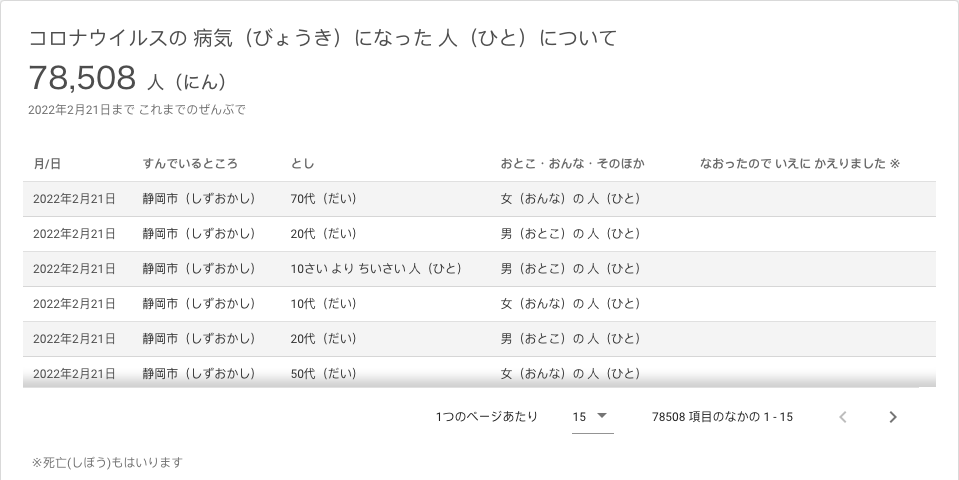 コロナウイルスの 病気（びょうき）になった 人（ひと）について
78,508 人（にん）
2022年2月21日まで これまでのぜんぶで
月/日 すんでいるところ とし おとこ・おんな・そのほか なおったので いえに かえりました ※
2022年2月21日 静岡市（しずおかし） 70代（だい） 女（おんな）の 人（ひと）
2022年2月21日 静岡市（しずおかし） 20代（だい） 男（おとこ）の 人（ひと）
2022年2月21日 静岡市（しずおかし） 10さい より ちいさい 人（ひと） 男（おとこ）の 人（ひと）
2022年2月21日 静岡市（しずおかし） 10代（だい） 女（おんな）の 人（ひと）
2022年2月21日 静岡市（しずおかし） 20代（だい） 男（おとこ）の 人（ひと）
2022年2月21日 静岡市（しずおかし） 50代（だい） 女（おんな）の 人（ひと）
1つのページあたり 15 78508 項目のなかの 1 - 15
※死亡(しぼう)もはいります